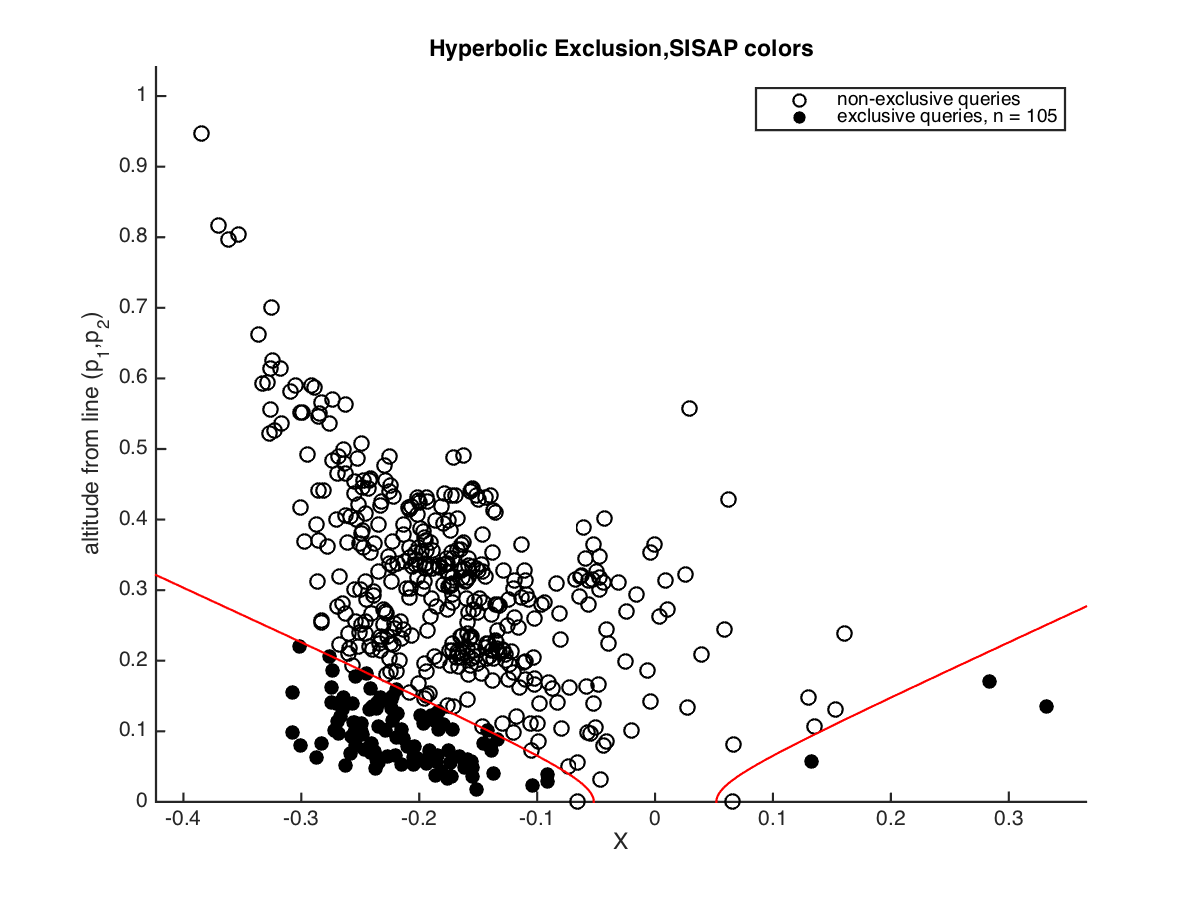 Hyperbolic Exclusion,SISAP colors
non-exclusive queries
exclusive queries, n = 105
altitude from line (p1,p2)
1
0.9
0.8
0.7
0.6
0.5
0.4
0.3
0.2
0.1
0
-0.4 -0.3 -0.2 -0.1 0 0.1 0.2 0.3
X